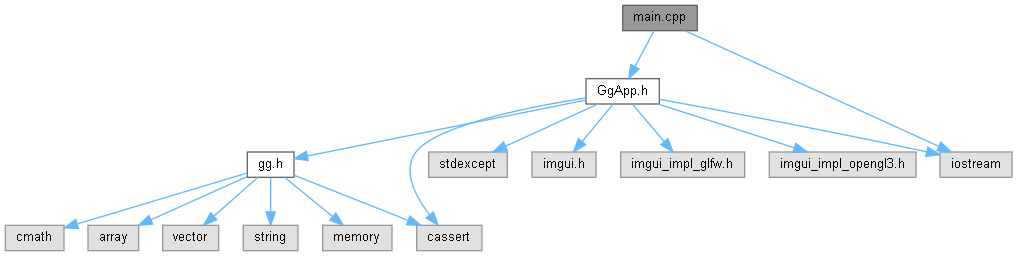 main.cpp
GgApp.h
gg.h
stdexcept
imgui.h
imgui_impl_glfw.h
imgui_impl_opengl3.h
iostream
cmath
array
vector
string
memory
cassert